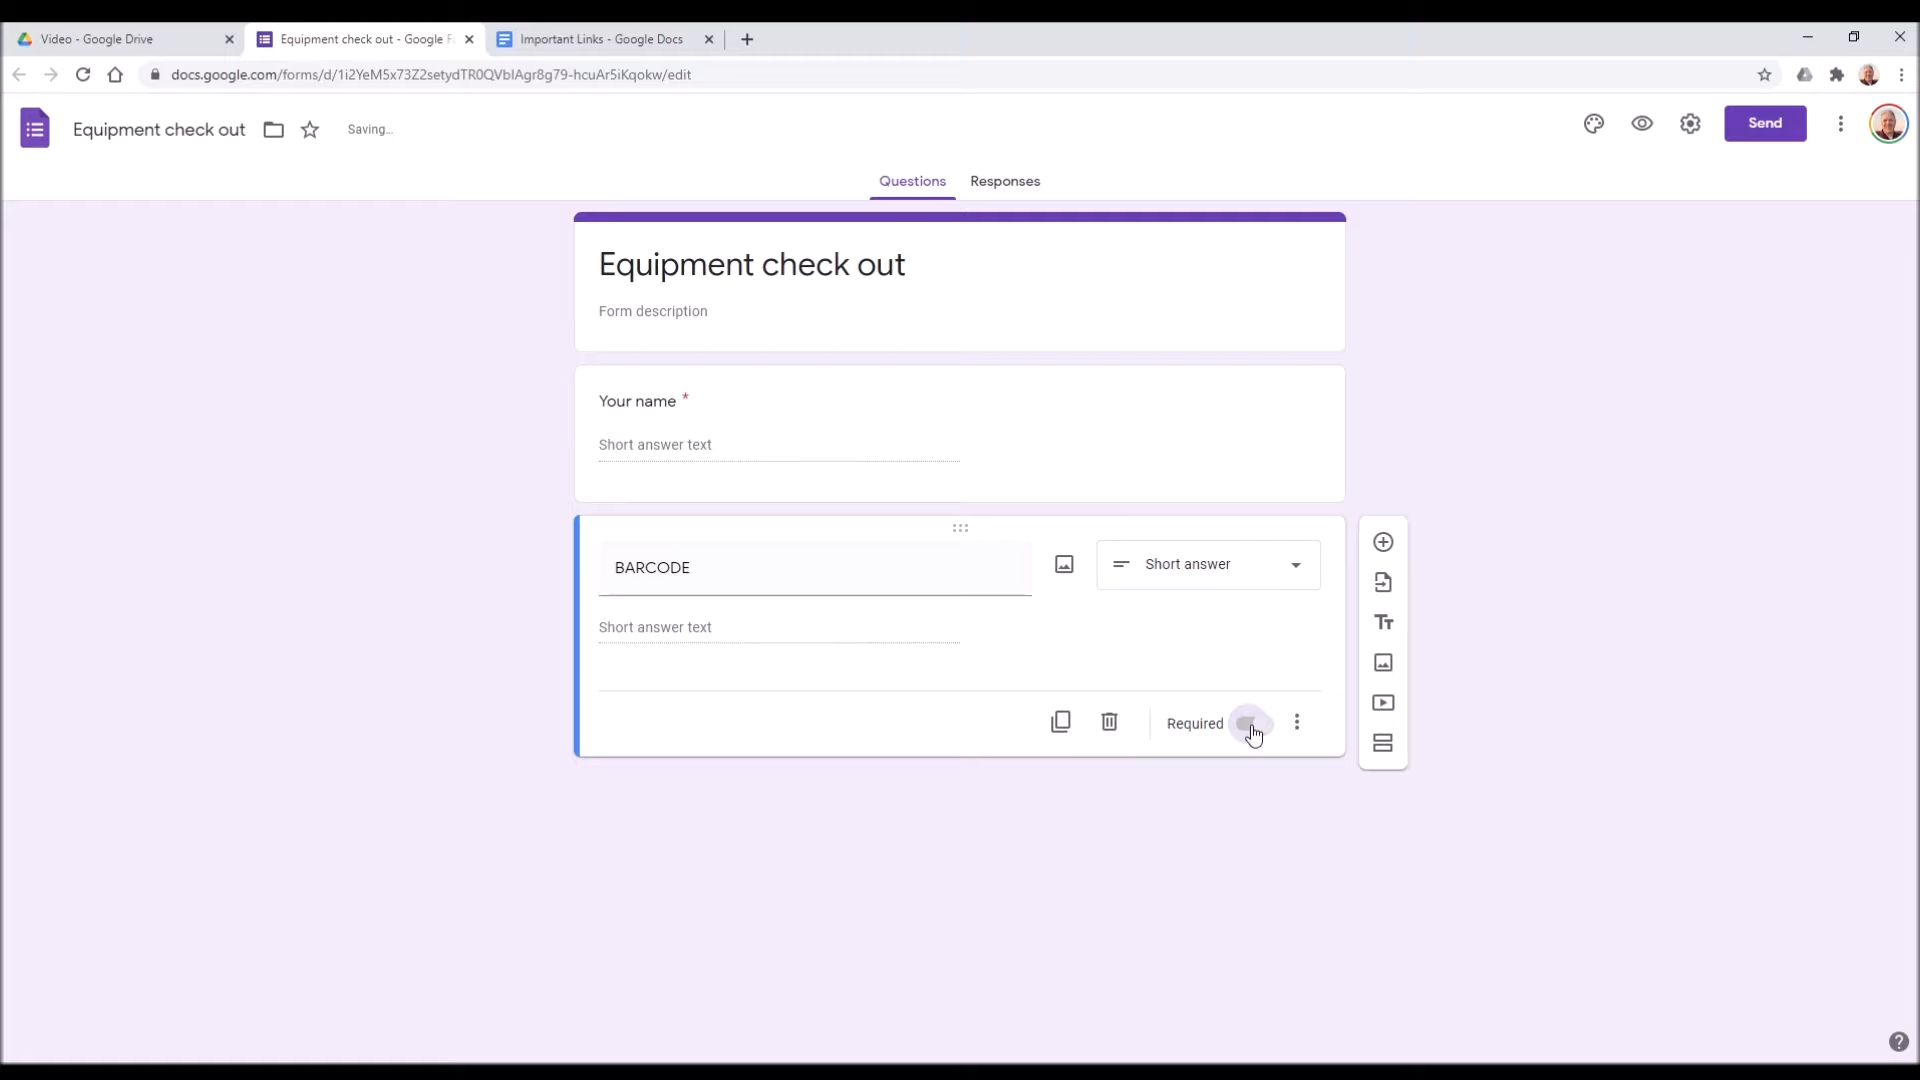 Video - Google Drive
Equipment check out - Google F
Important Links - Google Docs
docs.google.com/forms/d/1i2YeM5x73Z2setydTR0QVbIAgr8g79-hcuAr5iKqokw/edit
Equipment check out
Saving...
Send
Questions
Responses
Equipment check out
Form description
Your name *
Short answer text
BARCODE
Short answer
Short answer text
Required